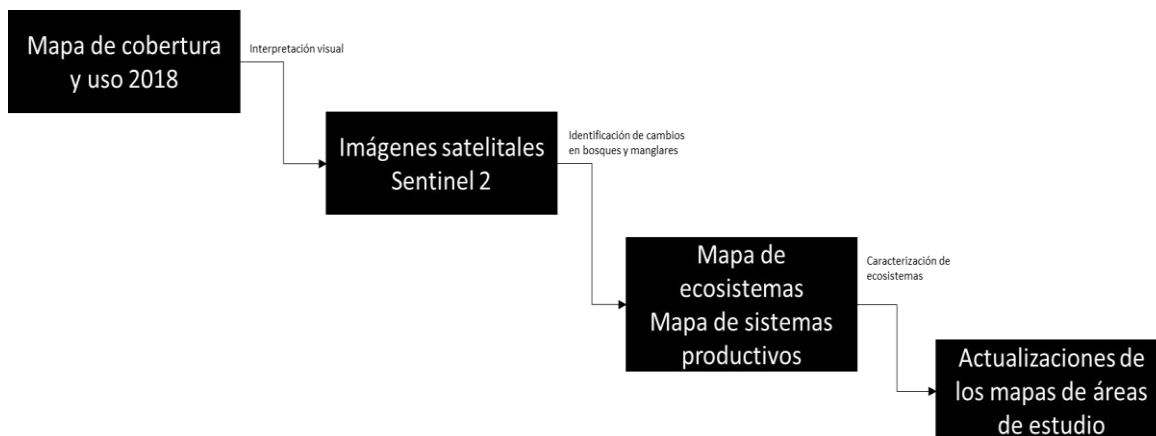 Mapa de cobertura
y uso 2018
Interpretación visual
Imágenes satelitales
Sentinel 2
Identificación de cambios
en bosques y manglares
Mapa de
ecosistemas
Mapa de sistemas
productivos
Caracterización de
ecosistemas
Actualizaciones de
los mapas de áreas
de estudio